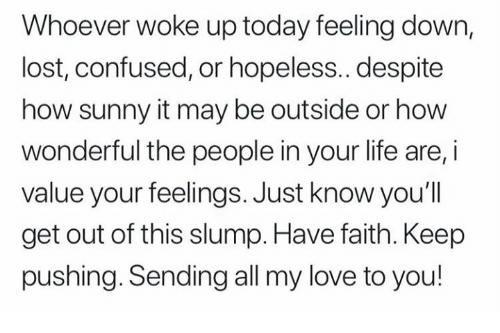 Whoever woke up today feeling down,
lost, confused, or hopeless.. despite
how sunny it may be outside or how
wonderful the people in your life are, i
value your feelings. Just know you'll
get out of this slump. Have faith. Keep
pushing. Sending all my love to you!